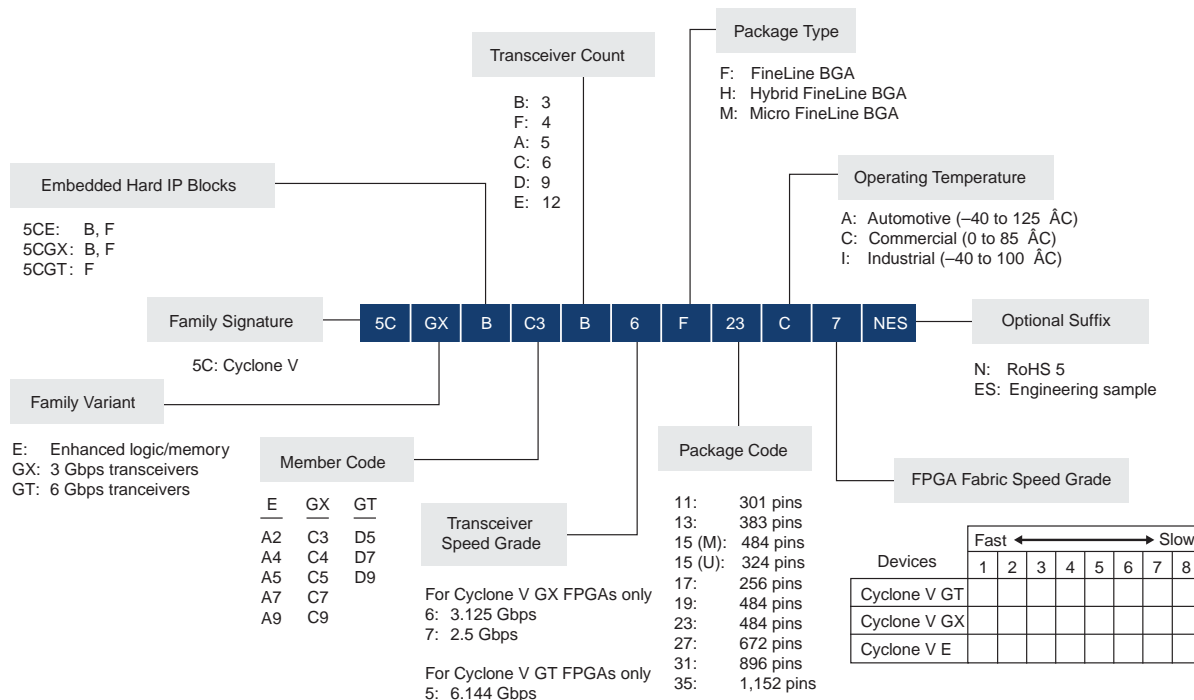 Package Type
F: FineLine BGA
H: Hybrid FineLine BGA
M: Micro FineLine BGA
Transceiver Count
B: 3
F: 4
A: 5
C: 6
D: 9
E: 12
Embedded Hard IP Blocks
5CE: B, F
5CGX: B, F
5CGT: F
Operating Temperature
A: Automotive (–40 to 125 ÂC)
C: Commercial (0 to 85 ÂC)
I: Industrial (–40 to 100 ÂC)
Family Signature
5C: Cyclone V
5C GX B C3 B 6 F 23 C 7 NES
Optional Suffix
N: RoHS 5
ES: Engineering sample
Family Variant
E: Enhanced logic/memory
GX: 3 Gbps transceivers
GT: 6 Gbps tranceivers
Member Code
E GX GT
A2 C3 D5
A4 C4 D7
A5 C5 D9
A7 C7
A9 C9
Transceiver
Speed Grade
For Cyclone V GX FPGAs only
6: 3.125 Gbps
7: 2.5 Gbps
For Cyclone V GT FPGAs only
5: 6.144 Gbps
Package Code
11: 301 pins
13: 383 pins
15 (M): 484 pins
15 (U): 324 pins
17: 256 pins
19: 484 pins
23: 484 pins
27: 672 pins
31: 896 pins
35: 1,152 pins
FPGA Fabric Speed Grade
Fast Slow
Devices 1 2 3 4 5 6 7 8
Cyclone V GT
Cyclone V GX
Cyclone V E